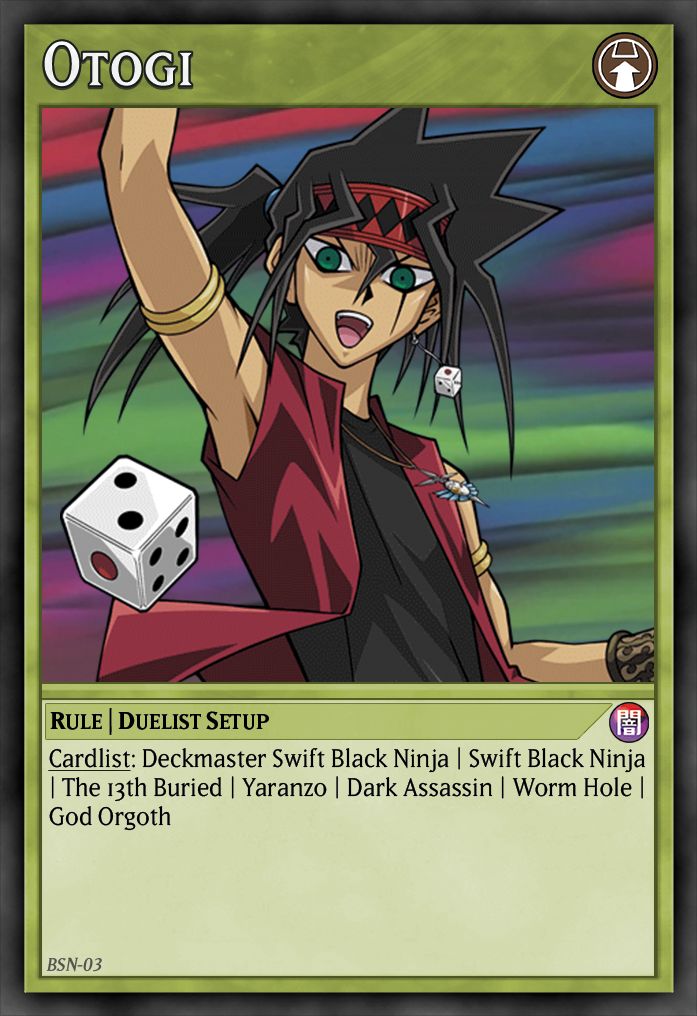 Otogi
Rule | Duelist Setup
闇
Cardlist: Deckmaster Swift Black Ninja | Swift Black Ninja
| The 13th Buried | Yaranzo | Dark Assassin | Worm Hole |
God Orgoth
BSN-03